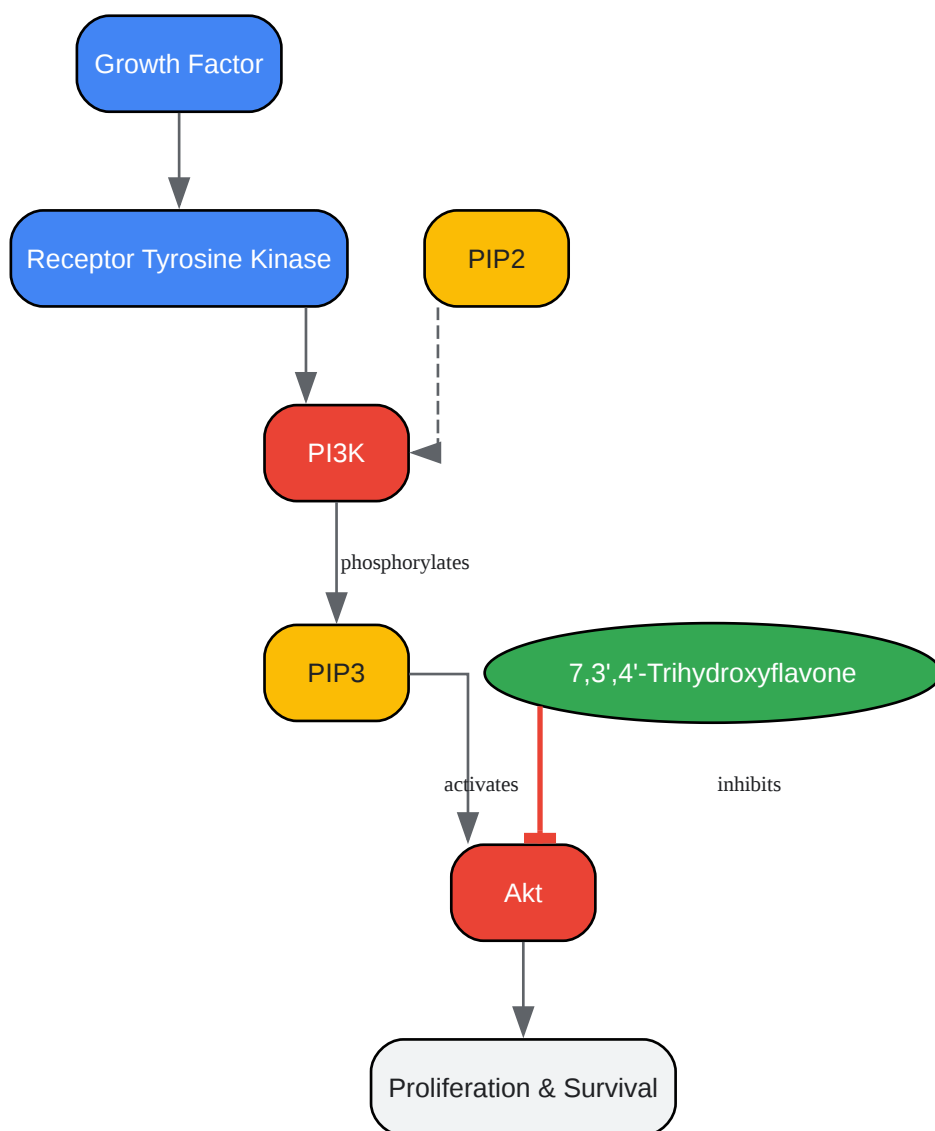 Growth Factor
Receptor Tyrosine Kinase
PIP2
PI3K
phosphorylates
PIP3
7,3',4'-Trihydroxyflavone
activates
inhibits
Akt
Proliferation & Survival